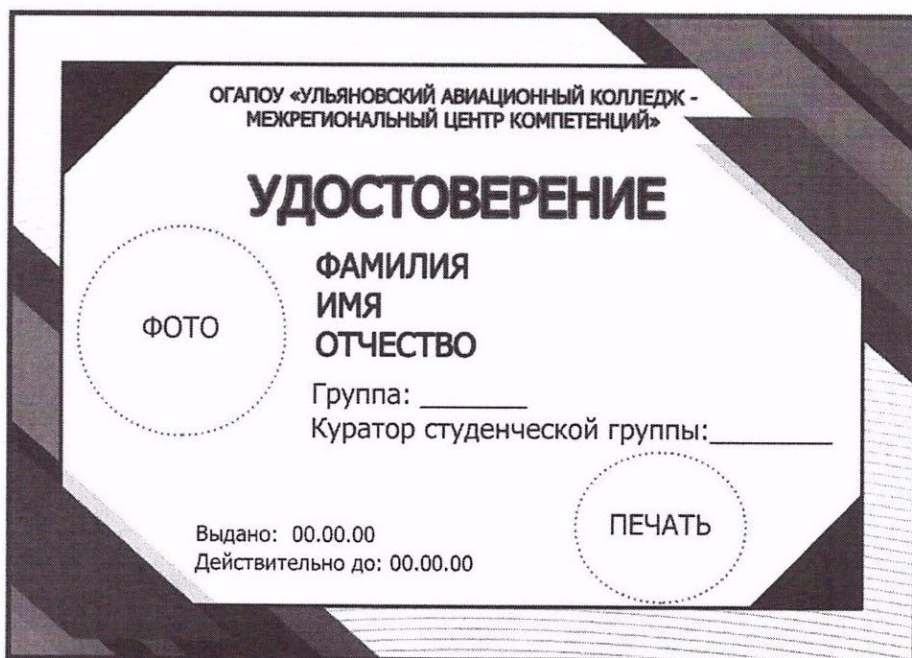 ОГАПОУ «УЛЬЯНОВСКИЙ АВИАЦИОННЫЙ КОЛЛЕДЖ -
МЕЖРЕГИОНАЛЬНЫЙ ЦЕНТР КОМПЕТЕНЦИЙ»
УДОСТОВЕРЕНИЕ
ФОТО
ФАМИЛИЯ
ИМЯ
ОТЧЕСТВО
Группа: _______
Куратор студенческой группы:________
Выдано: 00.00.00
Действительно до: 00.00.00
ПЕЧАТЬ